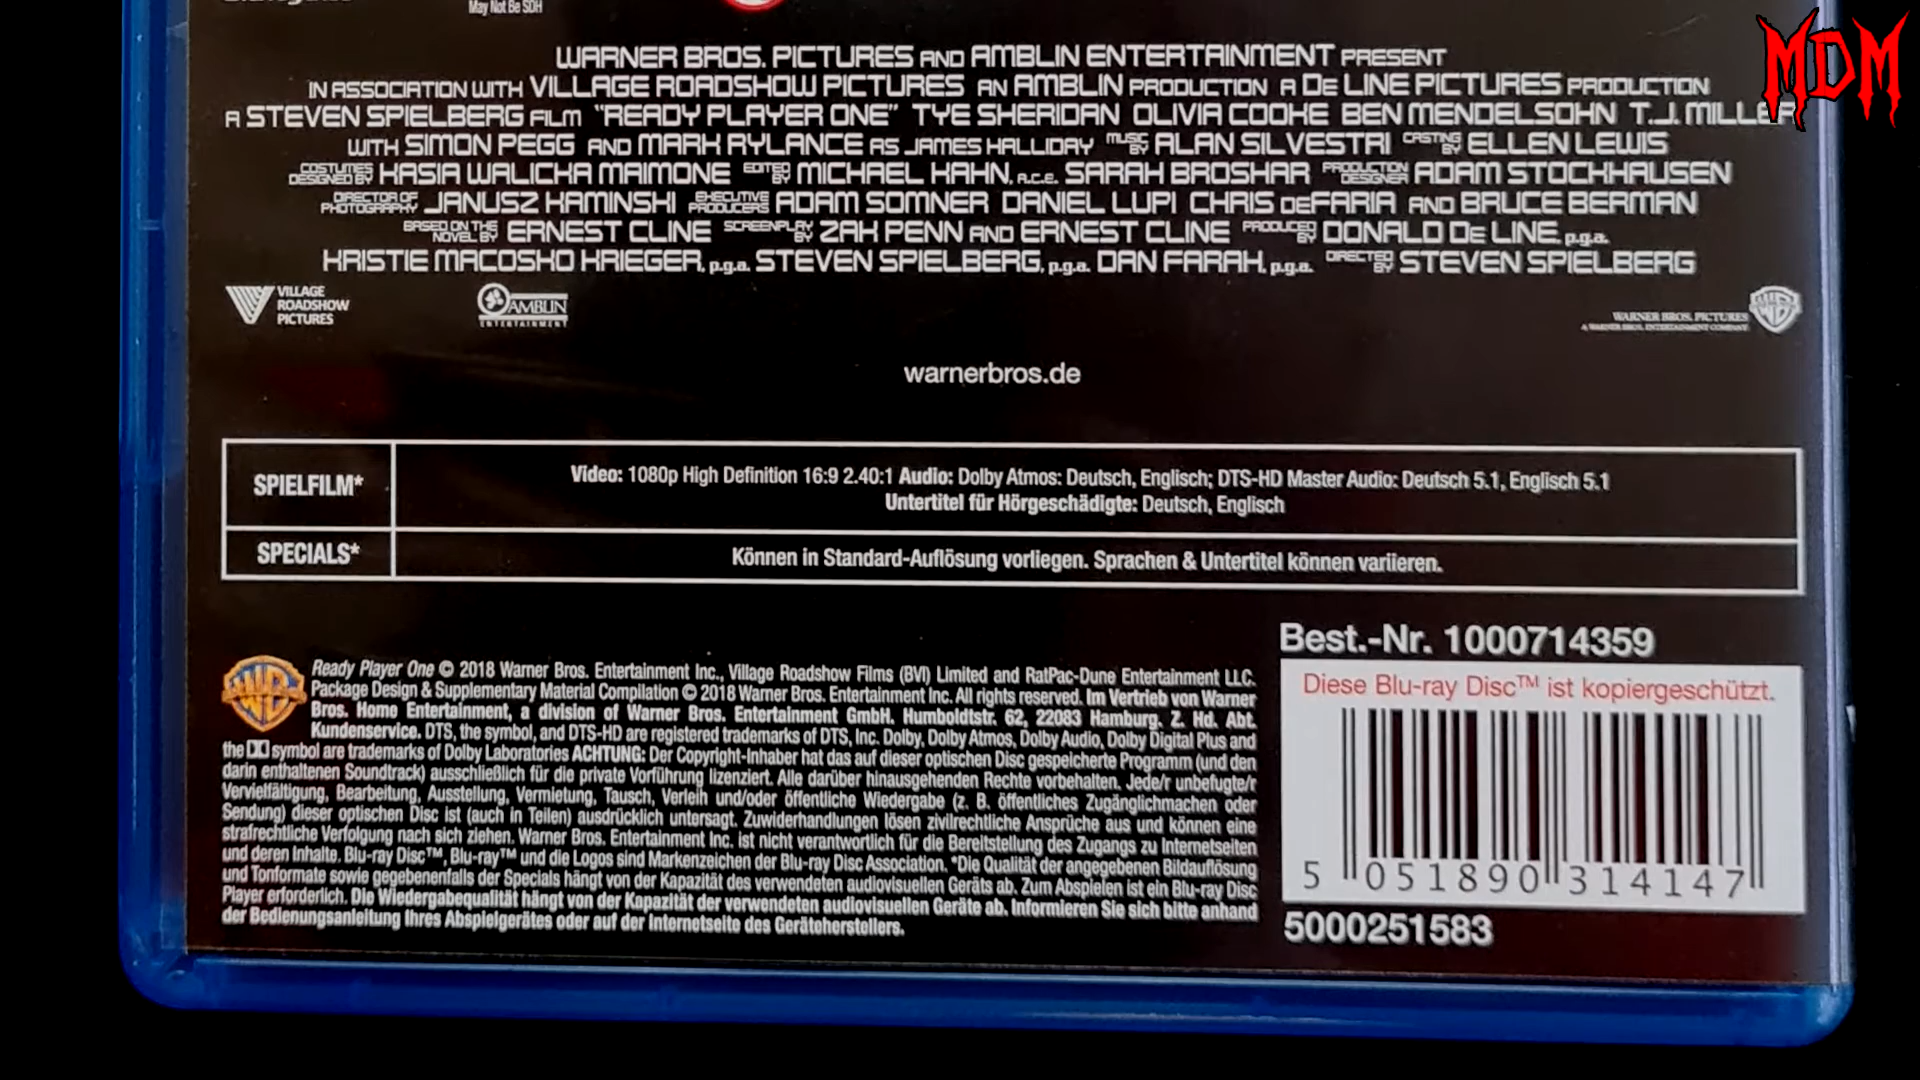 May Not Be SDH
MDM
WARNER BROS. PICTURES AND AMBLIN ENTERTAINMENT PRESENT
IN ASSOCIATION WITH VILLAGE ROADSHOW PICTURES AN AMBLIN PRODUCTION A DE LINE PICTURES PRODUCTION
A STEVEN SPIELBERG FILM "READY PLAYER ONE" TYE SHERIDAN OLIVIA COOKE BEN MENDELSOHN T.J. MILLER
WITH SIMON PEGG AND MARK RYLANCE AS JAMES HALLIDAY MUSIC BY ALAN SILVESTRI CASTING BY ELLEN LEWIS
COSTUMES DESIGNED BY KASIA WALICKA MAIMONE EDITED BY MICHAEL KAHN, A.C.E. SARAH BROSHAR PRODUCTION DESIGNER ADAM STOCKHAUSEN
DIRECTOR OF PHOTOGRAPHY JANUSZ KAMINSKI EXECUTIVE PRODUCERS ADAM SOMNER DANIEL LUPI CHRIS DEFARIA AND BRUCE BERMAN
BASED ON THE NOVEL BY ERNEST CLINE SCREENPLAY BY ZAK PENN AND ERNEST CLINE PRODUCED BY DONALD DE LINE, p.g.a.
KRISTIE MACOSKO KRIEGER, p.g.a. STEVEN SPIELBERG, p.g.a. DAN FARAH, p.g.a. DIRECTED BY STEVEN SPIELBERG
VILLAGE
ROADSHOW
PICTURES
AMBLIN
ENTERTAINMENT
WARNER BROS. PICTURES
A WARNER BROS. ENTERTAINMENT COMPANY
warnerbros.de
SPIELFILM*
Video: 1080p High Definition 16:9 2.40:1 Audio: Dolby Atmos: Deutsch, Englisch; DTS-HD Master Audio: Deutsch 5.1, Englisch 5.1
Untertitel für Hörgeschädigte: Deutsch, Englisch
SPECIALS*
Können in Standard-Auflösung vorliegen. Sprachen & Untertitel können variieren.
Ready Player One © 2018 Warner Bros. Entertainment Inc., Village Roadshow Films (BVI) Limited and RatPac-Dune Entertainment LLC.
Package Design & Supplementary Material Compilation © 2018 Warner Bros. Entertainment Inc. All rights reserved. Im Vertrieb von Warner
Bros. Home Entertainment, a division of Warner Bros. Entertainment GmbH. Humboldtstr. 62, 22083 Hamburg. Z. Hd. Abt.
Kundenservice. DTS, the symbol, and DTS-HD are registered trademarks of DTS, Inc. Dolby, Dolby Atmos, Dolby Audio, Dolby Digital Plus and
the symbol are trademarks of Dolby Laboratories ACHTUNG: Der Copyright-Inhaber hat das auf dieser optischen Disc gespeicherte Programm (und den
darin enthaltenen Soundtrack) ausschließlich für die private Vorführung lizenziert. Alle darüber hinausgehenden Rechte vorbehalten. Jede/r unbefugte/r
Vervielfältigung, Bearbeitung, Ausstellung, Vermietung, Tausch, Verleih und/oder öffentliche Wiedergabe (z. B. öffentliches Zugänglichmachen oder
Sendung) dieser optischen Disc ist (auch in Teilen) ausdrücklich untersagt. Zuwiderhandlungen lösen zivilrechtliche Ansprüche aus und können eine
strafrechtliche Verfolgung nach sich ziehen. Warner Bros. Entertainment Inc. ist nicht verantwortlich für die Bereitstellung des Zugangs zu Internetseiten
und deren Inhalte. Blu-ray Disc™, Blu-ray™ und die Logos sind Markenzeichen der Blu-ray Disc Association. *Die Qualität der angegebenen Bildauflösung
und Tonformate sowie gegebenenfalls der Specials hängt von der Kapazität des verwendeten audiovisuellen Geräts ab. Zum Abspielen ist ein Blu-ray Disc
Player erforderlich. Die Wiedergabequalität hängt von der Kapazität der verwendeten audiovisuellen Geräte ab. Informieren Sie sich bitte anhand
der Bedienungsanleitung Ihres Abspielgerätes oder auf der Internetseite des Geräteherstellers.
Best.-Nr. 1000714359
Diese Blu-ray Disc™ ist kopiergeschützt.
5 051890 314147
5000251583